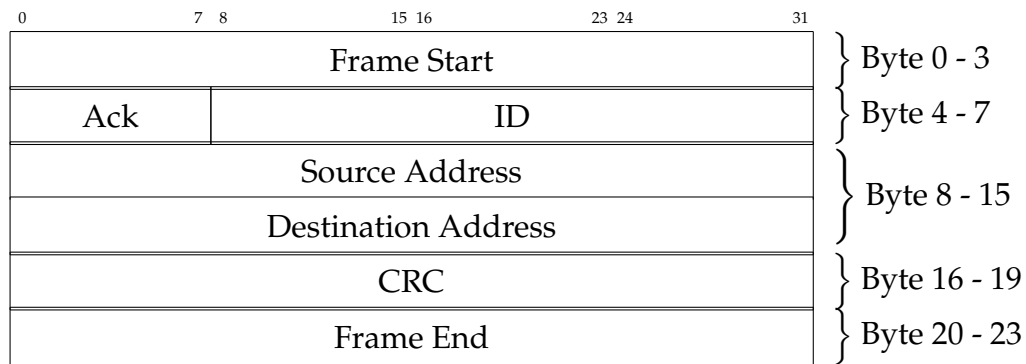 0 7 8 15 16 23 24 31
Frame Start Byte 0 - 3
Ack ID Byte 4 - 7
Source Address
Byte 8 - 15
Destination Address
CRC Byte 16 - 19
Frame End Byte 20 - 23